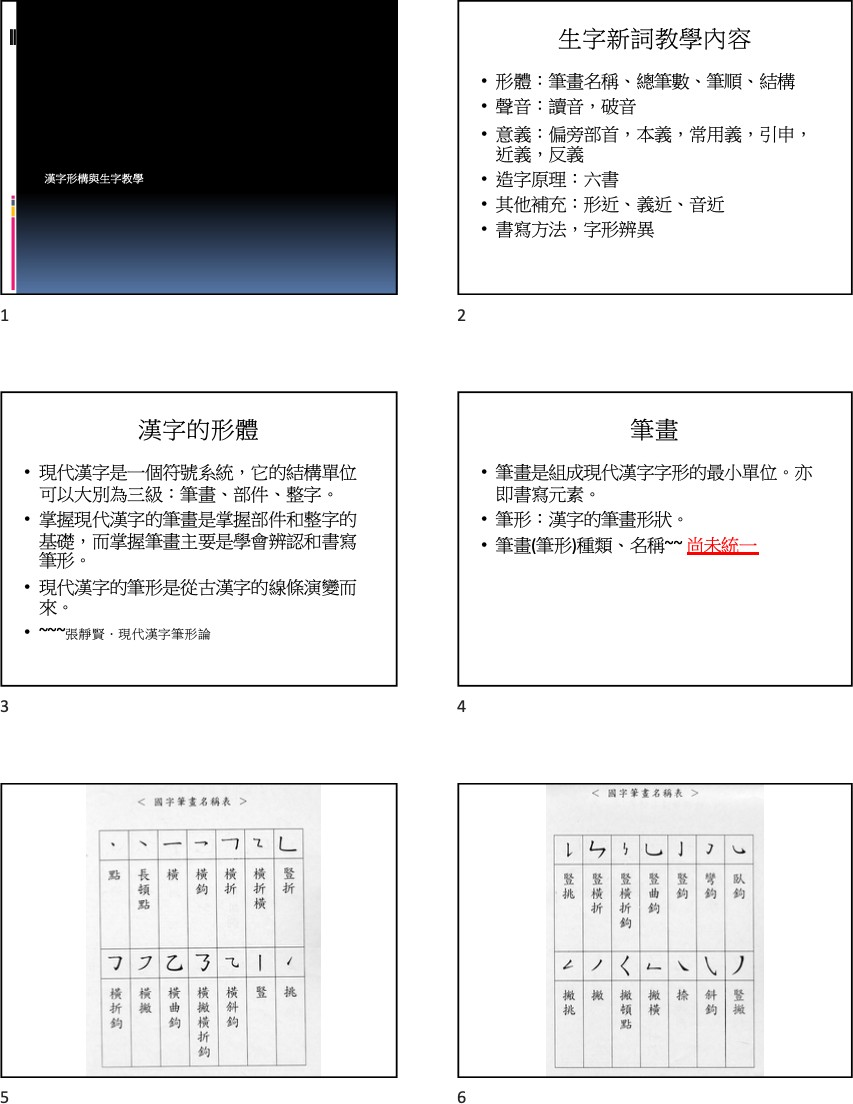 漢字形構與生字教學
1
生字新詞教學內容
• 形體：筆畫名稱、總筆數、筆順、結構
• 聲音：讀音，破音
• 意義：偏旁部首，本義，常用義，引申，
近義，反義
• 造字原理：六書
• 其他補充：形近、義近、音近
• 書寫方法，字形辨異
2
漢字的形體
• 現代漢字是一個符號系統，它的結構單位
可以大別為三級：筆畫、部件、整字。
• 掌握現代漢字的筆畫是掌握部件和整字的
基礎，而掌握筆畫主要是學會辨認和書寫
筆形。
• 現代漢字的筆形是從古漢字的線條演變而
來。
• ~~~張靜賢．現代漢字筆形論
3
筆畫
• 筆畫是組成現代漢字字形的最小單位。亦
即書寫元素。
• 筆形：漢字的筆畫形狀。
• 筆畫(筆形)種類、名稱~~ 尚未統一
4
＜ 國字筆畫名稱表 ＞
點
長頓點
橫
橫鉤
橫折
橫折橫
豎折
橫折鉤
橫撇
橫曲鉤
橫撇橫折鉤
橫斜鉤
豎
挑
5
＜ 國字筆畫名稱表 ＞
豎挑
豎橫折
豎橫折鉤
豎曲鉤
豎鉤
彎鉤
臥鉤
撇挑
撇
撇頓點
撇橫
捺
斜鉤
豎撇
6